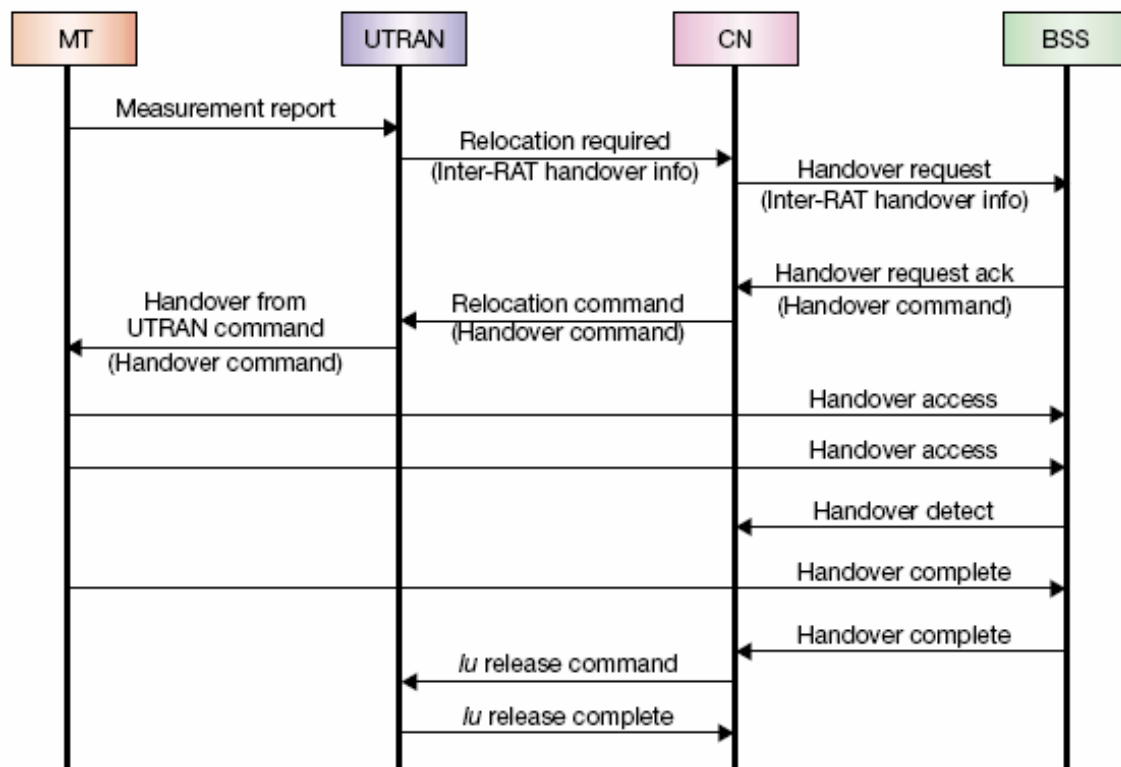 MT
UTRAN
CN
BSS
Measurement report
Relocation required
(Inter-RAT handover info)
Handover request
(Inter-RAT handover info)
Handover request ack
(Handover command)
Relocation command
(Handover command)
Handover from
UTRAN command
(Handover command)
Handover access
Handover access
Handover detect
Handover complete
Handover complete
Iu release command
Iu release complete